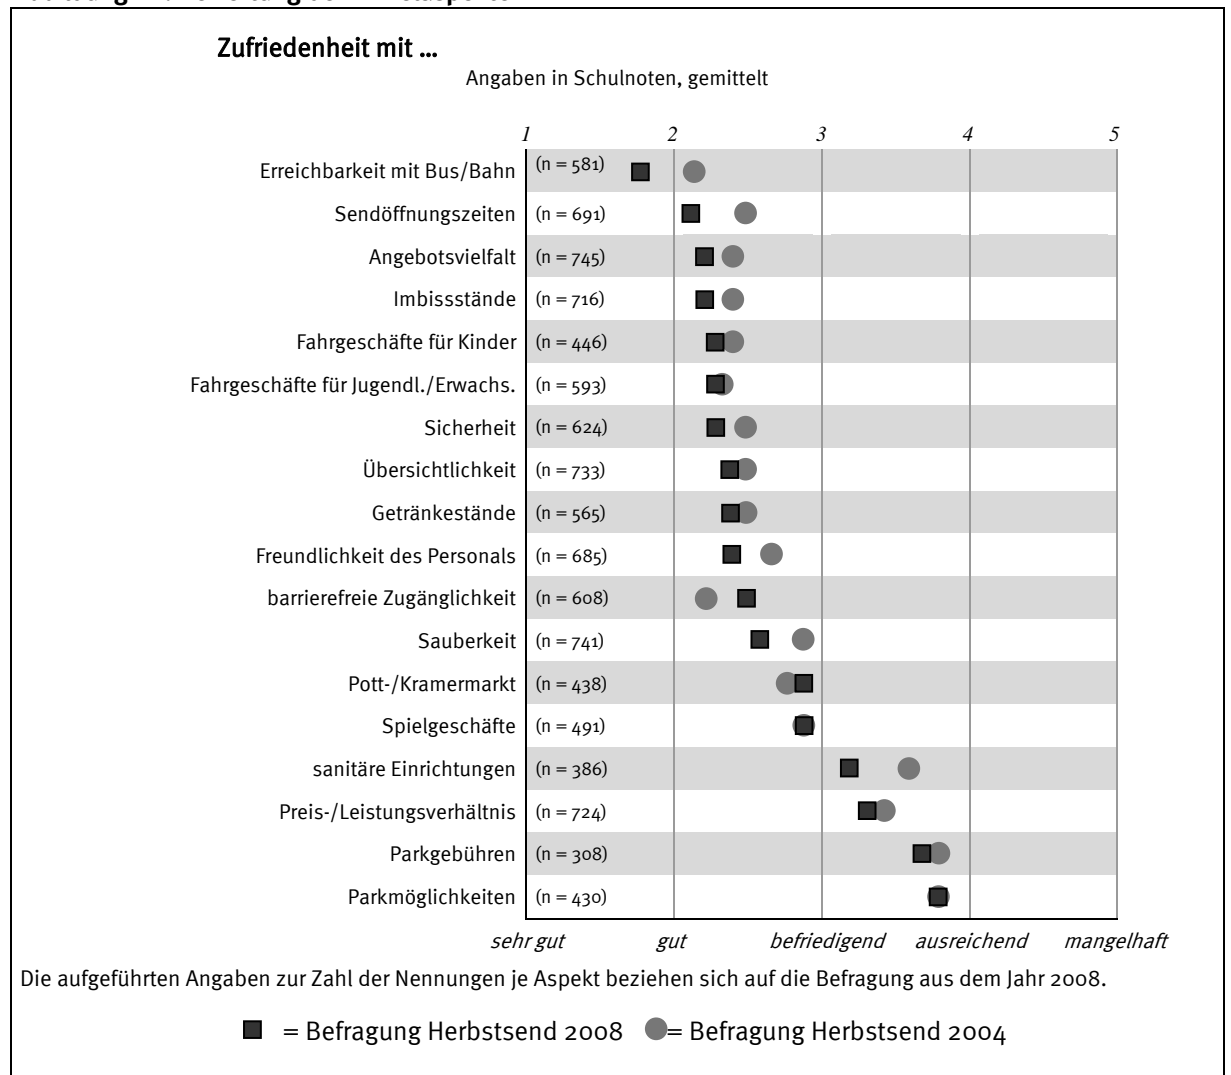 Zufriedenheit mit ...
Angaben in Schulnoten, gemittelt
1 2 3 4 5
Erreichbarkeit mit Bus/Bahn (n = 581)
Sendöffnungszeiten (n = 691)
Angebotsvielfalt (n = 745)
Imbissstände (n = 716)
Fahrgeschäfte für Kinder (n = 446)
Fahrgeschäfte für Jugendl./Erwachs. (n = 593)
Sicherheit (n = 624)
Übersichtlichkeit (n = 733)
Getränkestände (n = 565)
Freundlichkeit des Personals (n = 685)
barrierefreie Zugänglichkeit (n = 608)
Sauberkeit (n = 741)
Pott-/Kramermarkt (n = 438)
Spielgeschäfte (n = 491)
sanitäre Einrichtungen (n = 386)
Preis-/Leistungsverhältnis (n = 724)
Parkgebühren (n = 308)
Parkmöglichkeiten (n = 430)
sehr gut gut befriedigend ausreichend mangelhaft
Die aufgeführten Angaben zur Zahl der Nennungen je Aspekt beziehen sich auf die Befragung aus dem Jahr 2008.
= Befragung Herbstsend 2008 = Befragung Herbstsend 2004